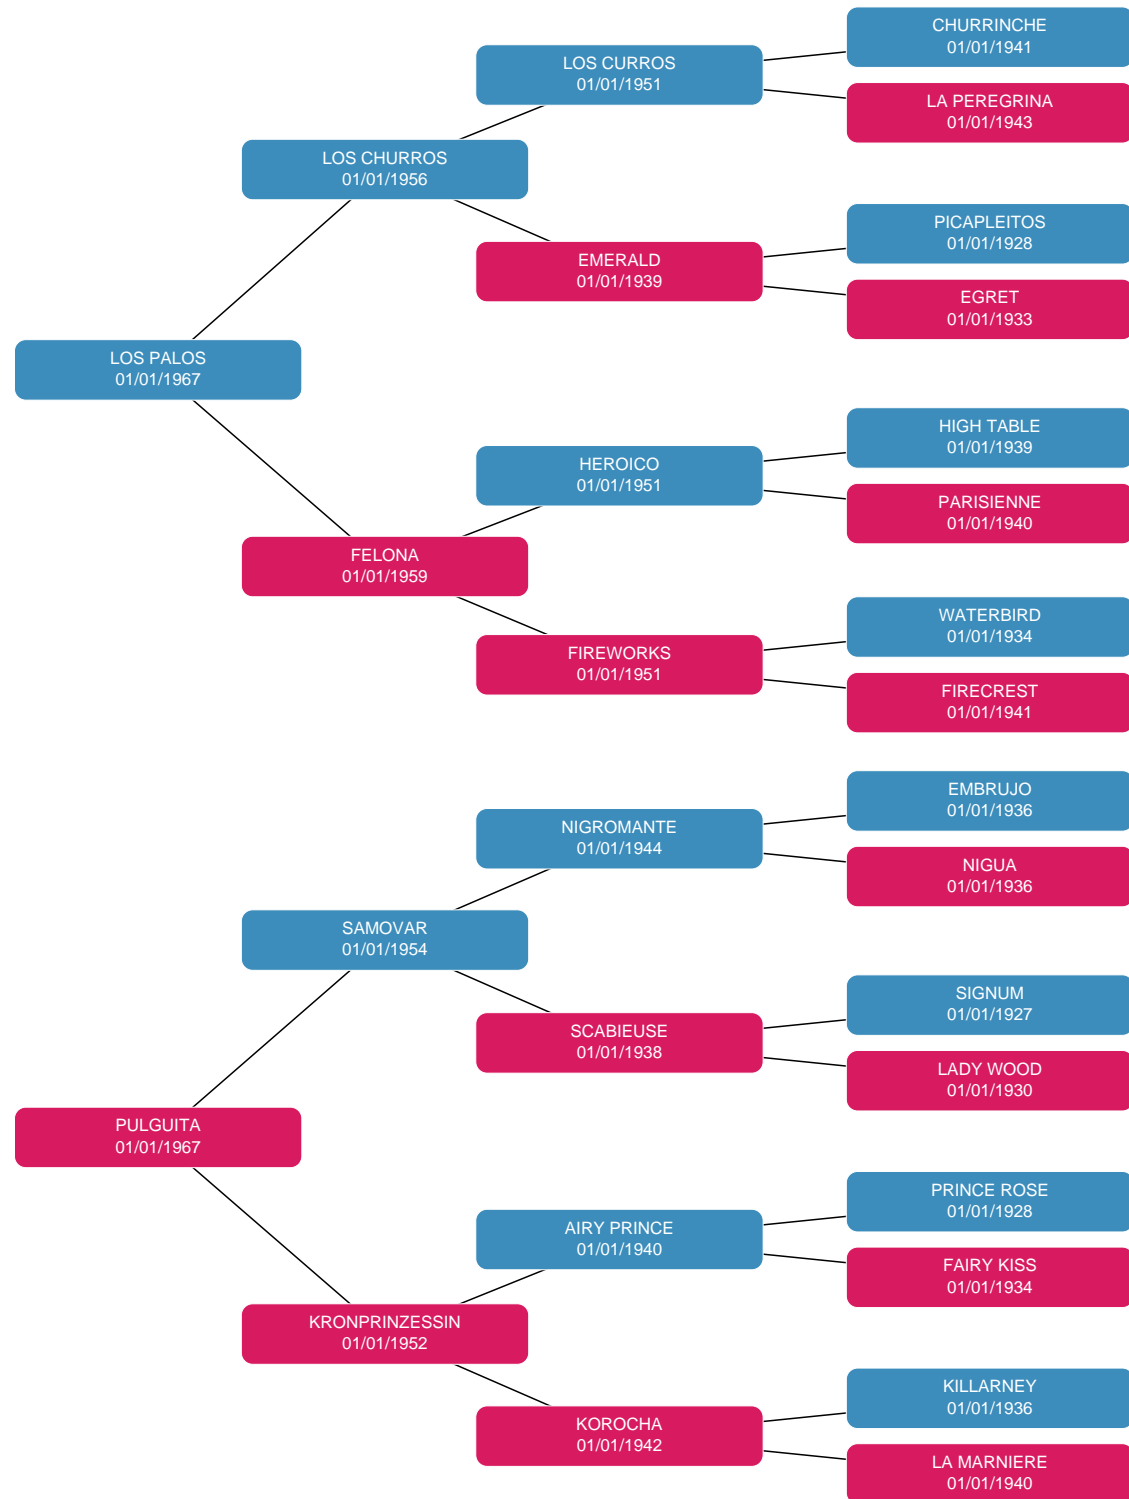 CHURRINCHE
01/01/1941
LOS CURROS
01/01/1951
LA PEREGRINA
01/01/1943
LOS CHURROS
01/01/1956
PICAPLEITOS
01/01/1928
EMERALD
01/01/1939
EGRET
01/01/1933
LOS PALOS
01/01/1967
HIGH TABLE
01/01/1939
HEROICO
01/01/1951
PARISIENNE
01/01/1940
FELONA
01/01/1959
WATERBIRD
01/01/1934
FIREWORKS
01/01/1951
FIRECREST
01/01/1941
EMBRUJO
01/01/1936
NIGROMANTE
01/01/1944
NIGUA
01/01/1936
SAMOVAR
01/01/1954
SIGNUM
01/01/1927
SCABIEUSE
01/01/1938
LADY WOOD
01/01/1930
PULGUITA
01/01/1967
PRINCE ROSE
01/01/1928
AIRY PRINCE
01/01/1940
FAIRY KISS
01/01/1934
KRONPRINZESSIN
01/01/1952
KILLARNEY
01/01/1936
KOROCHA
01/01/1942
LA MARNIERE
01/01/1940